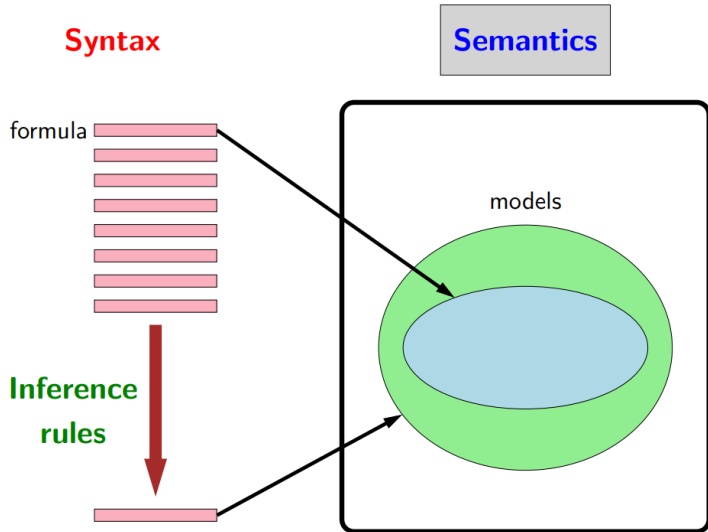 Syntax
Semantics
formula
models
Inference
rules